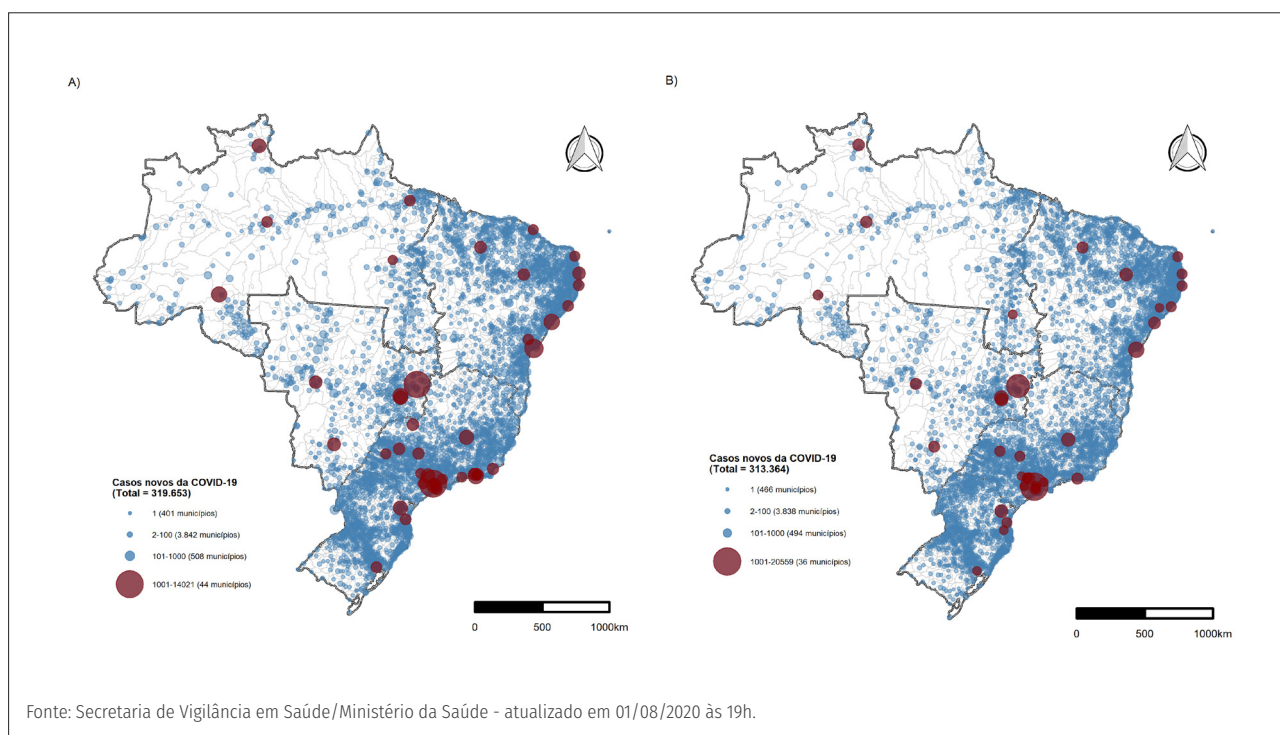 A)
Casos novos da COVID-19
(Total = 319.653)
1 (401 municípios)
2-100 (3.842 municípios)
101-1000 (508 municípios)
1001-14021 (44 municípios)
0 500 1000km
B)
Casos novos da COVID-19
(Total = 313.364)
1 (466 municípios)
2-100 (3.838 municípios)
101-1000 (494 municípios)
1001-20559 (36 municípios)
0 500 1000km
Fonte: Secretaria de Vigilância em Saúde/Ministério da Saúde - atualizado em 01/08/2020 às 19h.